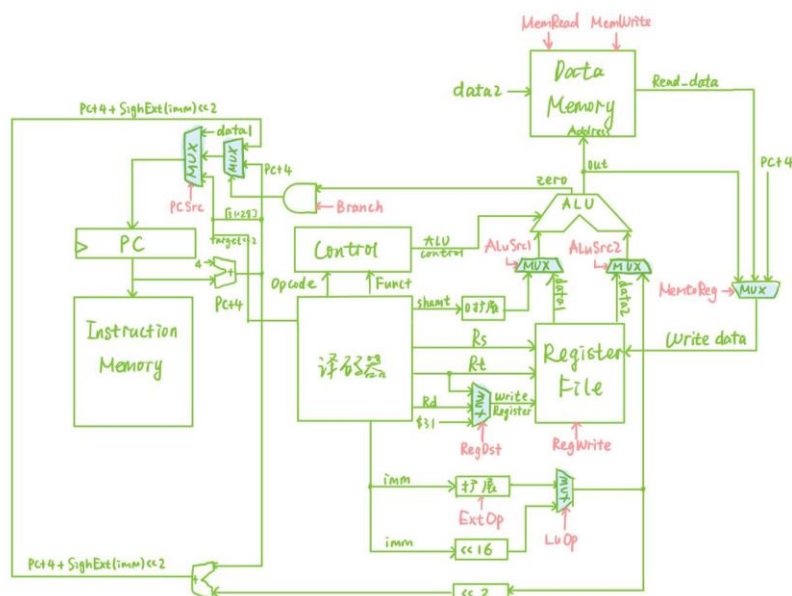 MemRead
MemWrite
Data
Memory
Address
data2
Read_data
PC+4 + SighExt(imm)<<2
data1
MUX
MUX
PC+4
PCSrc
[31:28]
target<<2
zero
Branch
out
PC+4
ALU
PC
4
+
PC+4
Control
ALU
control
ALuSrc1
ALuSrc2
MUX
MUX
MemtoReg
MUX
Opcode
Funct
shamt
0扩展
data1
data2
Instruction
Memory
译码器
Rs
Rt
Rd
$31
MUX
Write
Register
Register
File
Write data
RegDst
RegWrite
imm
扩展
ExtOp
MUX
LuOp
imm
<<16
PC+4 + SighExt(imm)<<2
+
<<2